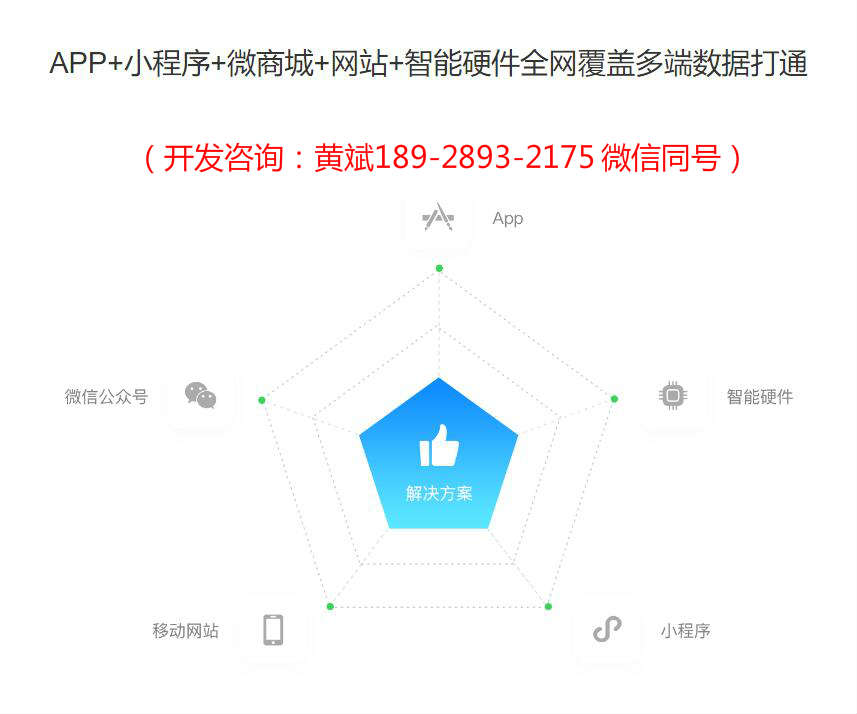 APP+小程序+微商城+网站+智能硬件全网覆盖多端数据打通
（开发咨询：黄斌189-2893-2175 微信同号）
App
微信公众号
智能硬件
解决方案
移动网站
小程序